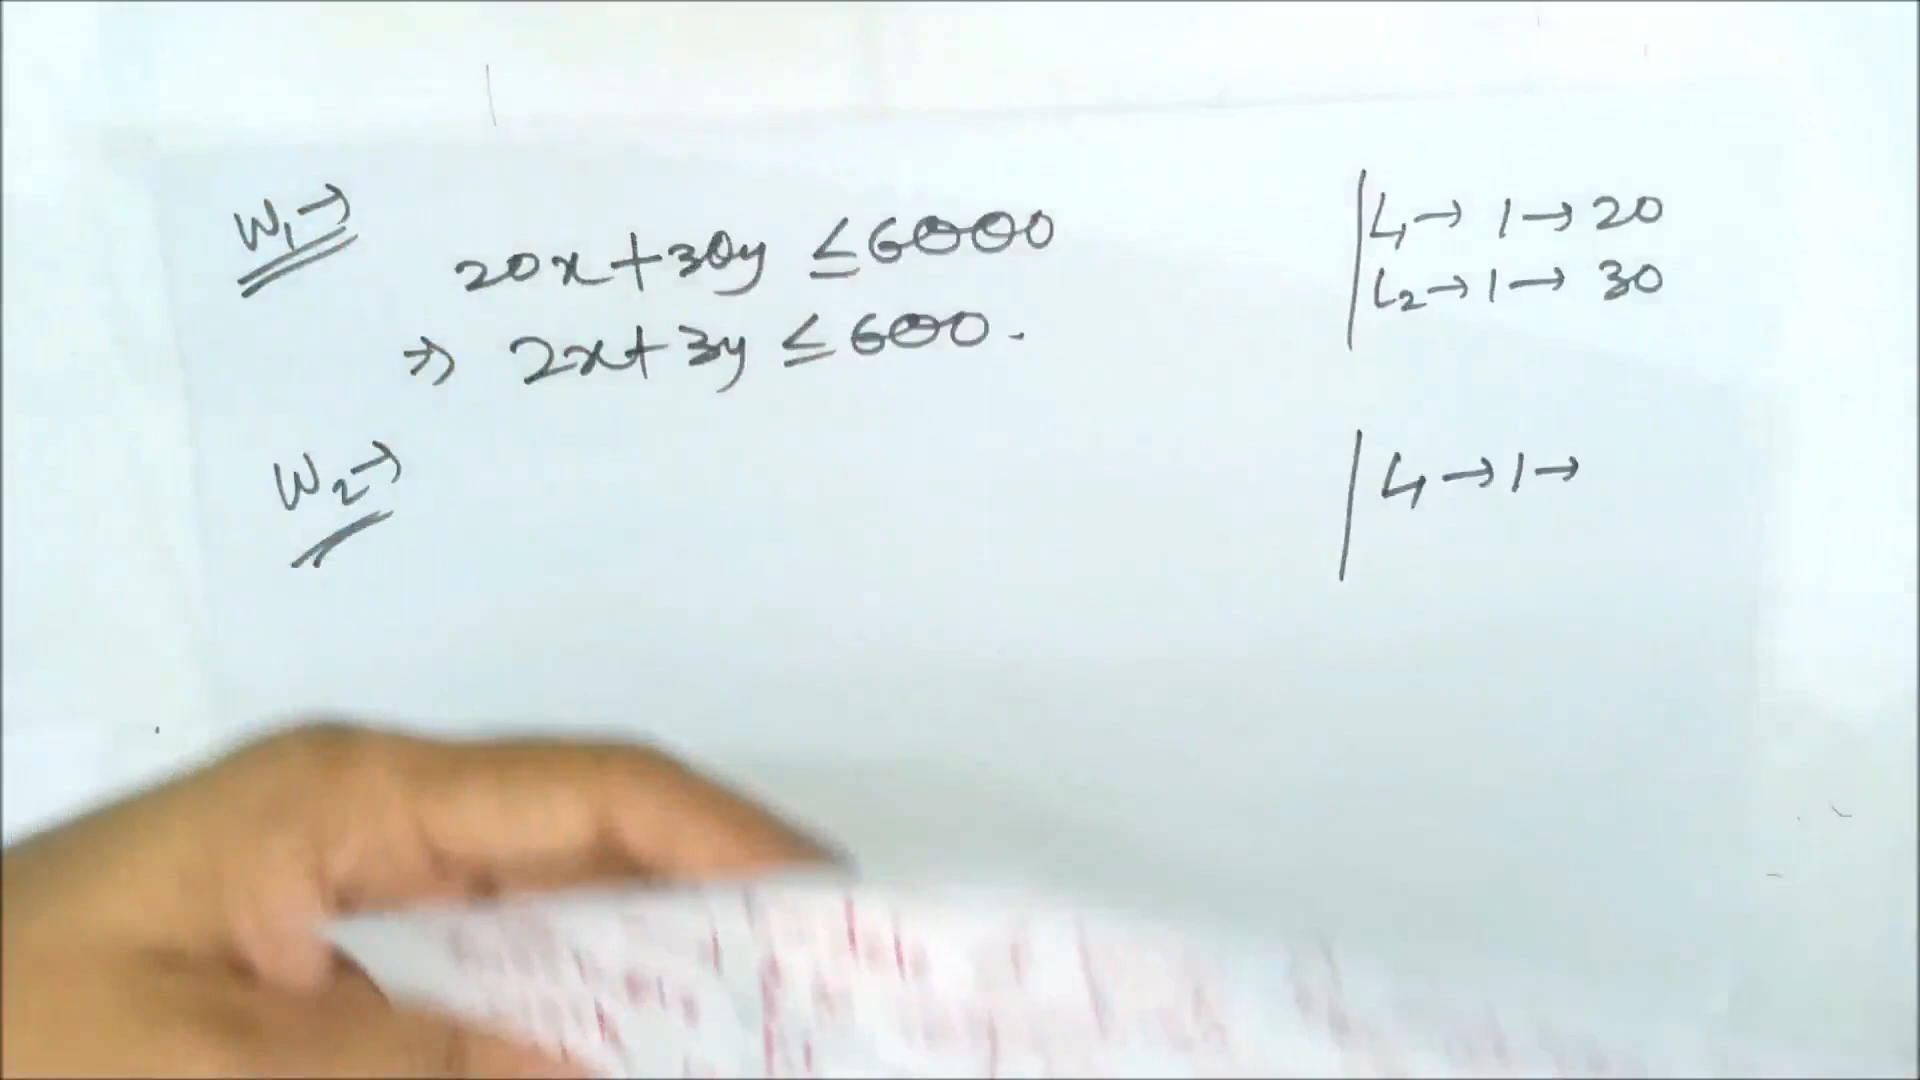 W₁→
20x+30y ≤6000
⇒ 2x+3y ≤600.
L₁→ 1→ 20
L₂→ 1→ 30
W₂→
L₁→1→